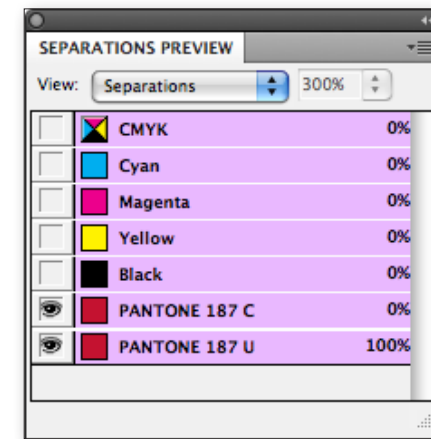 SEPARATIONS PREVIEW
View: Separations 300%
CMYK 0%
Cyan 0%
Magenta 0%
Yellow 0%
Black 0%
PANTONE 187 C 0%
PANTONE 187 U 100%